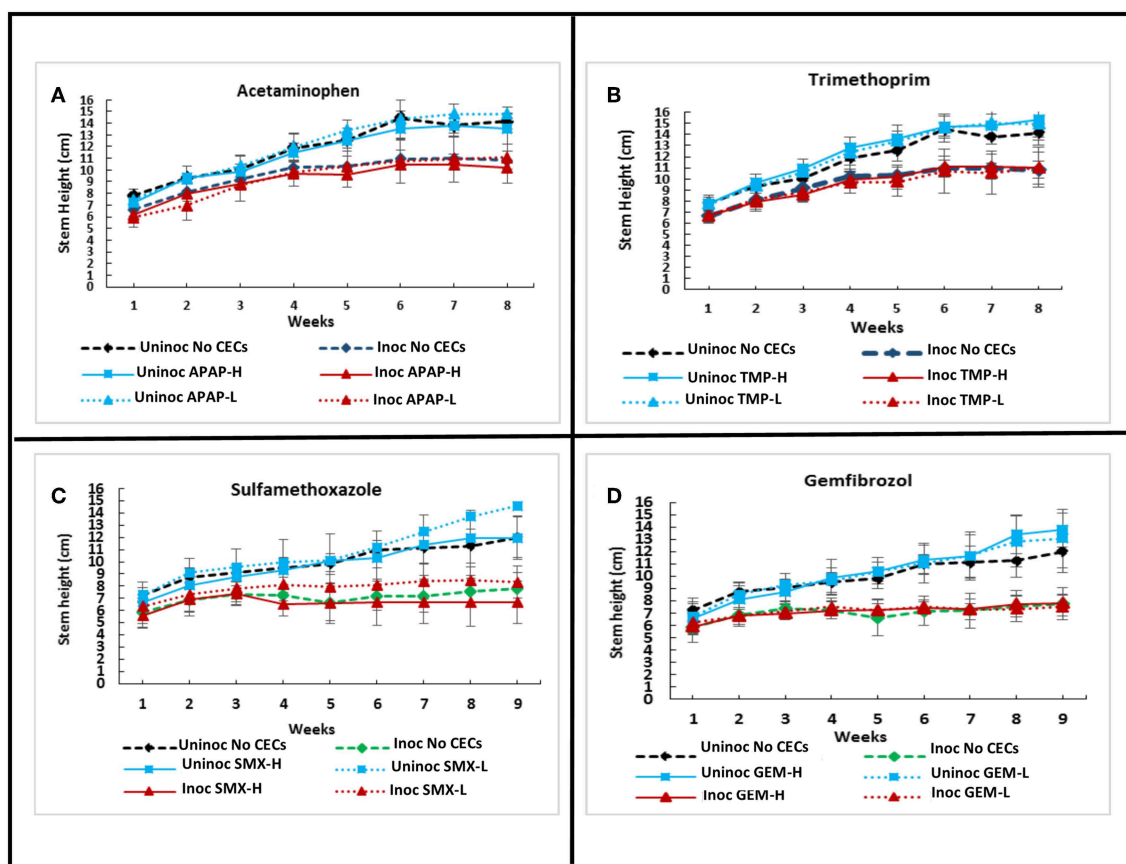 A
Acetaminophen
Stem Height (cm)
16
15
14
13
12
11
10
9
8
7
6
5
4
3
2
1
0
1 2 3 4 5 6 7 8
Weeks
Uninoc No CECs Inoc No CECs
Uninoc APAP-H Inoc APAP-H
Uninoc APAP-L Inoc APAP-L
B
Trimethoprim
Stem Height (cm)
16
15
14
13
12
11
10
9
8
7
6
5
4
3
2
1
0
1 2 3 4 5 6 7 8
Weeks
Uninoc No CECs Inoc No CECs
Uninoc TMP-H Inoc TMP-H
Uninoc TMP-L Inoc TMP-L
C
Sulfamethoxazole
Stem height (cm)
16
15
14
13
12
11
10
9
8
7
6
5
4
3
2
1
0
1 2 3 4 5 6 7 8 9
Weeks
Uninoc No CECs Inoc No CECs
Uninoc SMX-H Uninoc SMX-L
Inoc SMX-H Inoc SMX-L
D
Gemfibrozol
Stem height (cm)
16
15
14
13
12
11
10
9
8
7
6
5
4
3
2
1
0
1 2 3 4 5 6 7 8 9
Weeks
Uninoc No CECs Inoc No CECs
Uninoc GEM-H Uninoc GEM-L
Inoc GEM-H Inoc GEM-L